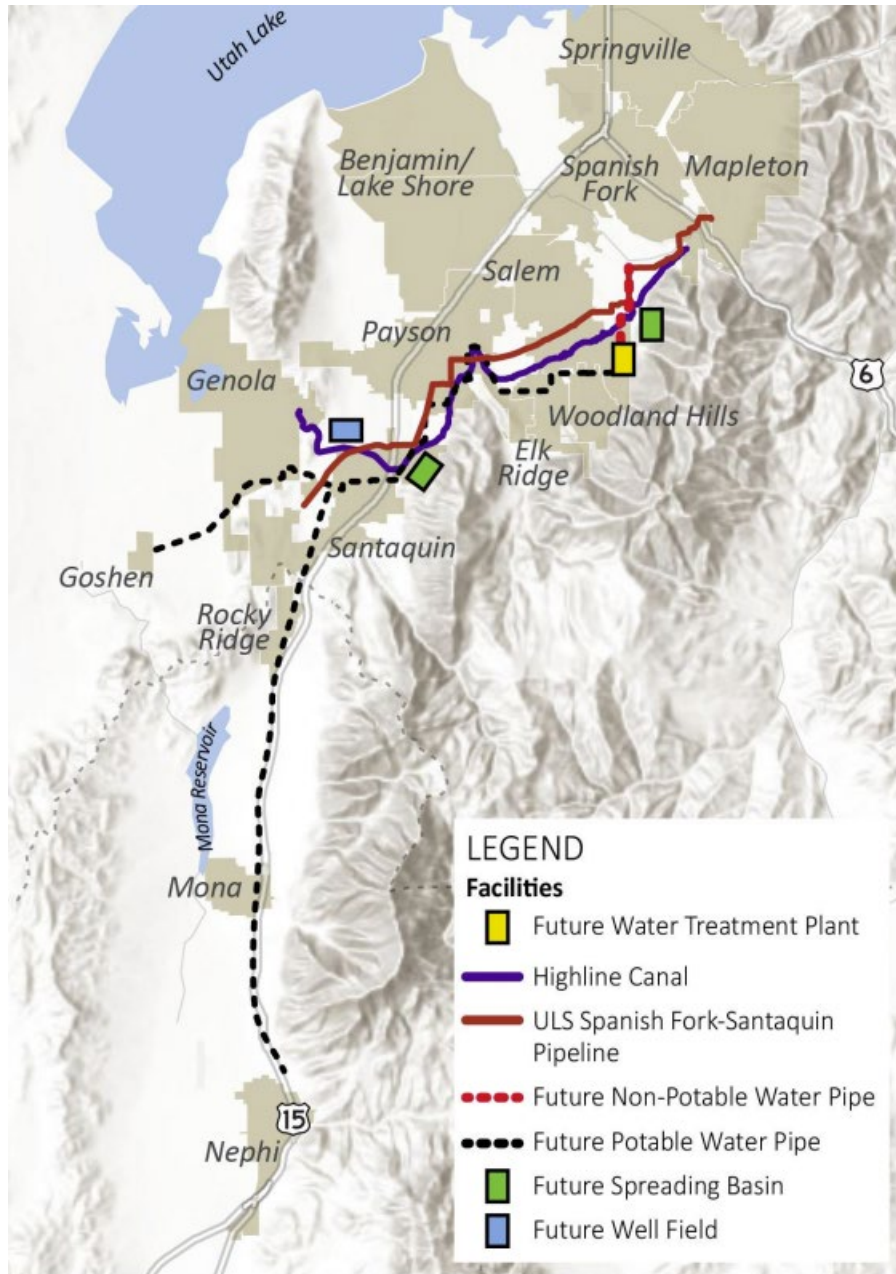 Utah Lake
Springville
Benjamin/
Lake Shore
Spanish
Fork
Mapleton
Salem
Payson
Genola
6
Woodland Hills
Elk
Ridge
Santaquin
Goshen
Rocky
Ridge
Mona Reservoir
Mona
15
Nephi
LEGEND
Facilities
Future Water Treatment Plant
Highline Canal
ULS Spanish Fork-Santaquin
Pipeline
Future Non-Potable Water Pipe
Future Potable Water Pipe
Future Spreading Basin
Future Well Field